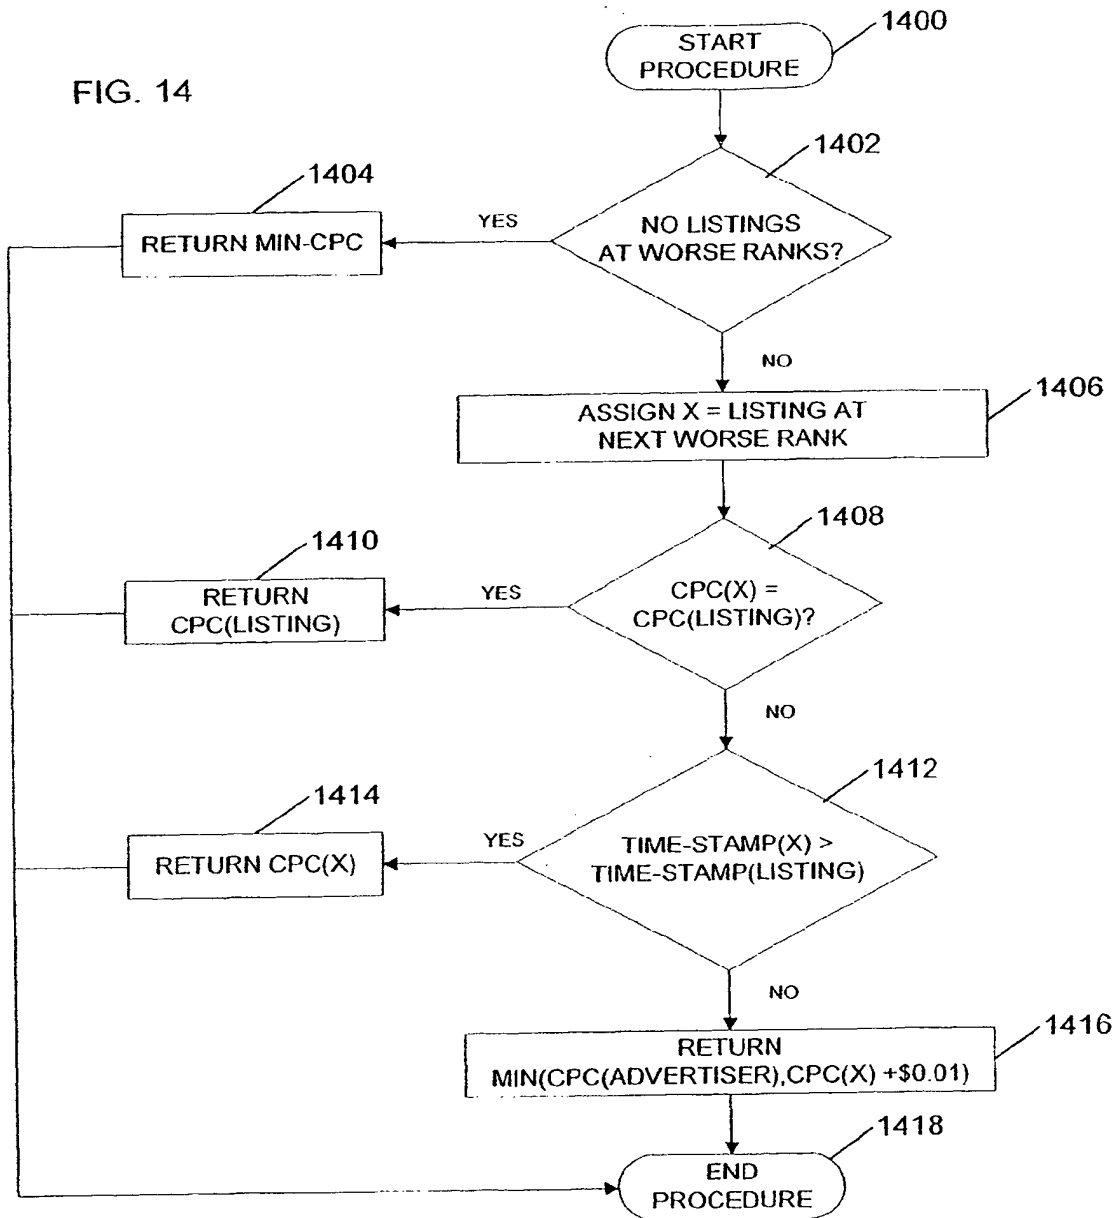 FIG. 14
START
PROCEDURE
1400
1402
NO LISTINGS
AT WORSE RANKS?
YES
1404
RETURN MIN-CPC
NO
1406
ASSIGN X = LISTING AT
NEXT WORSE RANK
1408
CPC(X) =
CPC(LISTING)?
YES
1410
RETURN
CPC(LISTING)
NO
1412
TIME-STAMP(X) >
TIME-STAMP(LISTING)
YES
1414
RETURN CPC(X)
NO
1416
RETURN
MIN(CPC(ADVERTISER),CPC(X) +$0.01)
1418
END
PROCEDURE